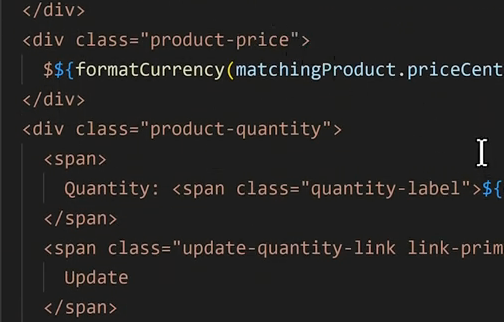 </div>
<div class="product-price">
$${formatCurrency(matchingProduct.priceCent
</div>
<div class="product-quantity">
<span>
Quantity: <span class="quantity-label">${
</span>
<span class="update-quantity-link link-prim
Update
</span>